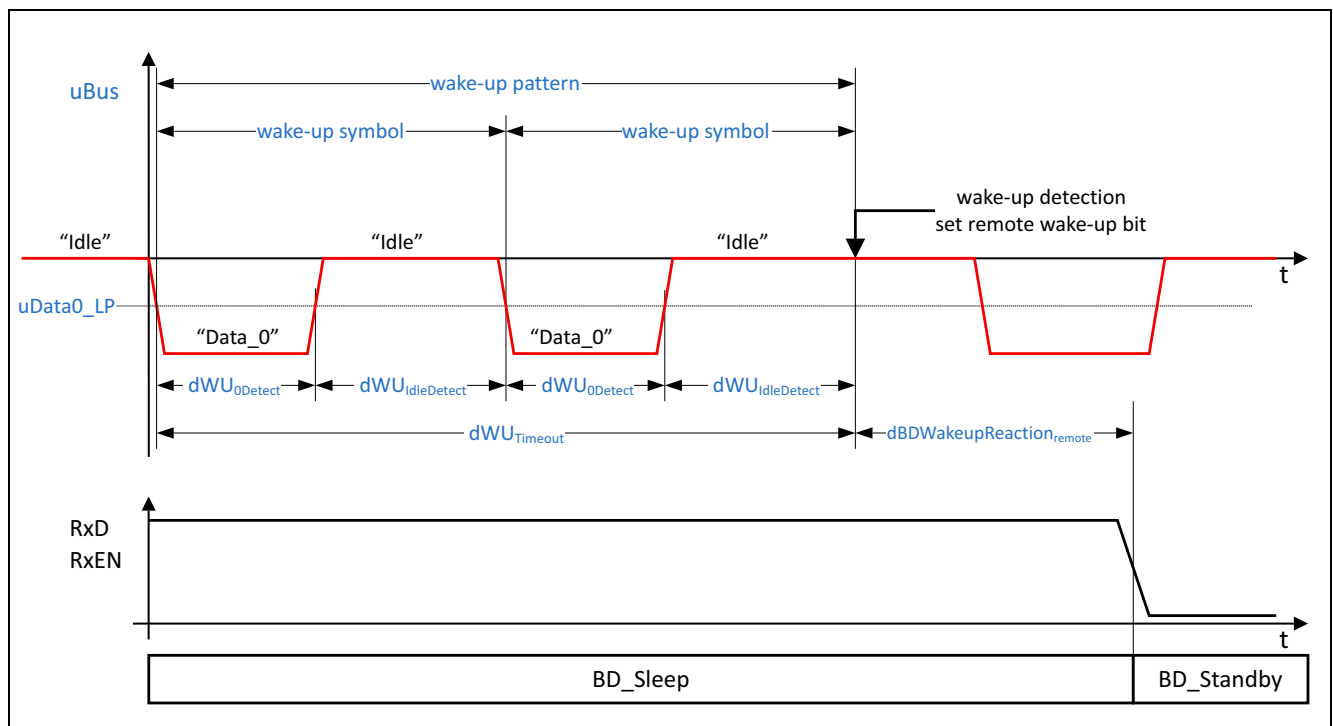 uBus
wake-up pattern
wake-up symbol wake-up symbol
wake-up detection
set remote wake-up bit
“Idle” “Idle” “Idle”
t
uData0_LP
“Data_0” “Data_0”
dWU0Detect dWUIdleDetect dWU0Detect dWUIdleDetect
dWUTimeout dBDWakeupReactionremote
RxD
RxEN
t
BD_Sleep BD_Standby